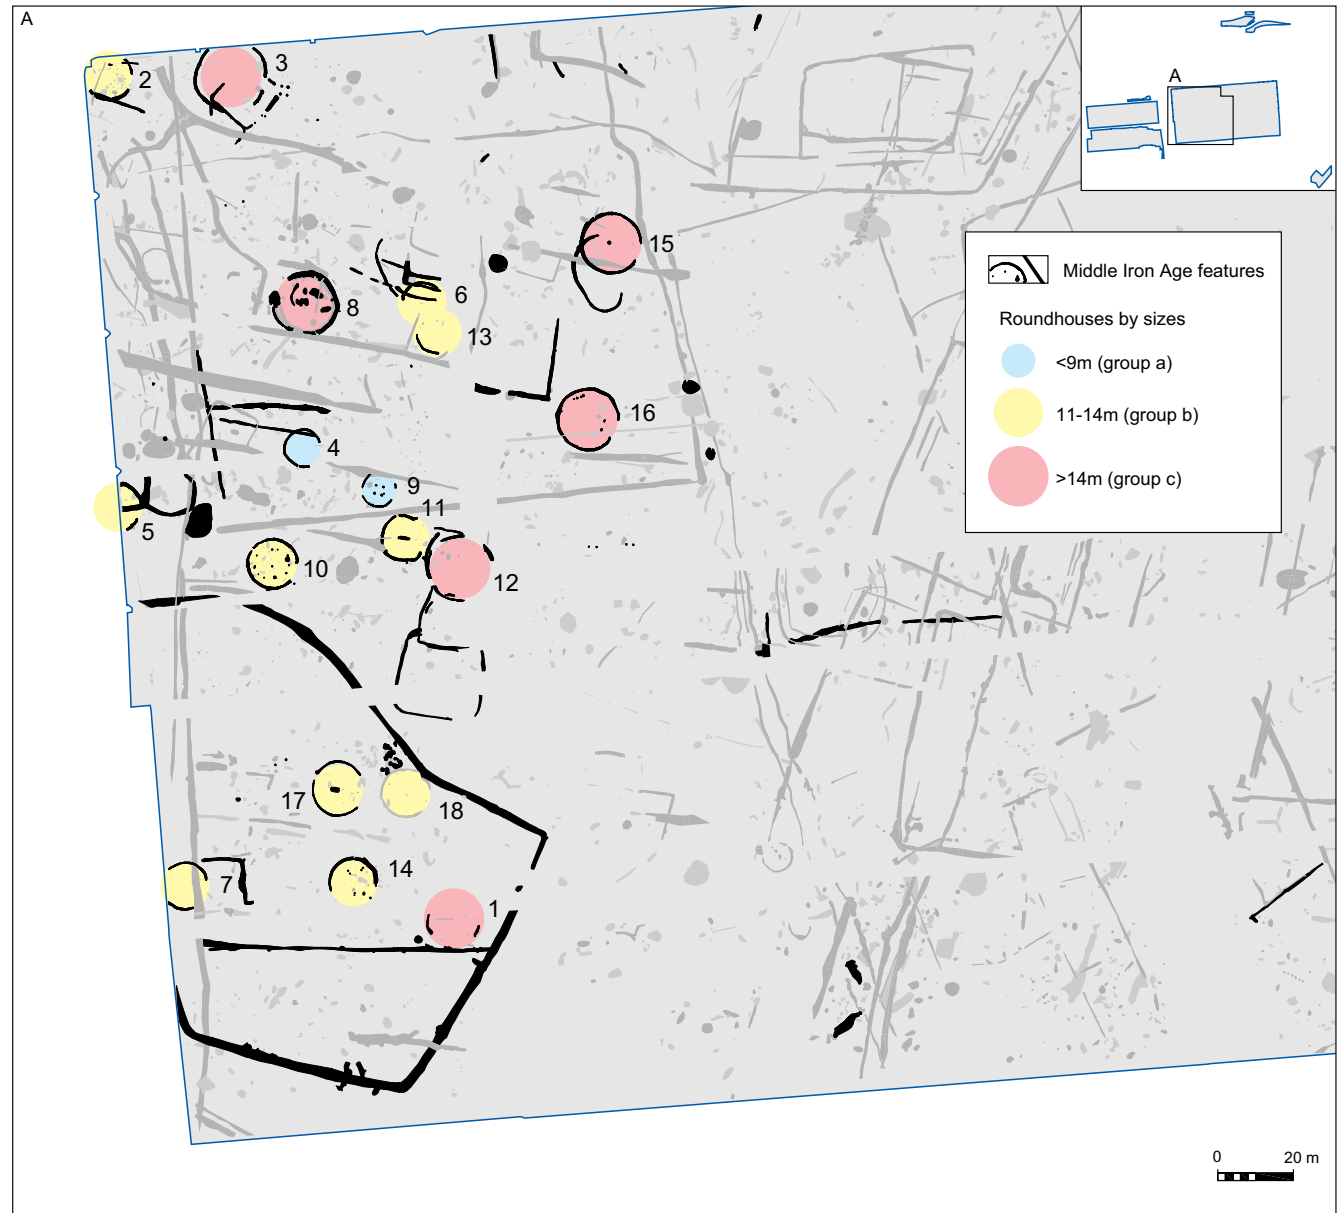 A
A
2
3
15
6
8
13
16
4
9
11
5
10
12
17
18
14
7
1
Middle Iron Age features
Roundhouses by sizes
<9m (group a)
11-14m (group b)
>14m (group c)
0 20 m